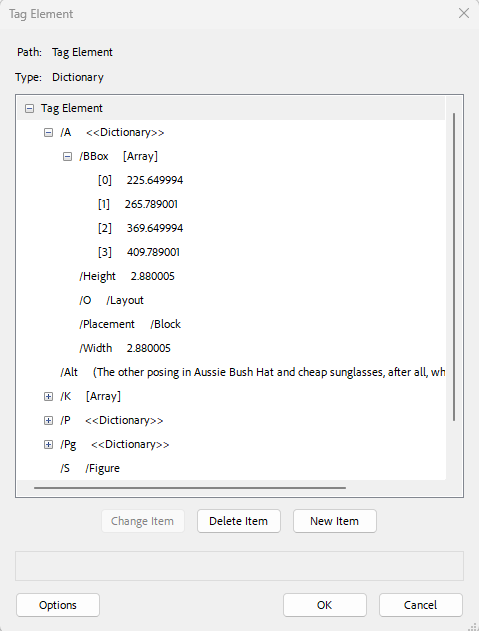 Tag Element
Path: Tag Element
Type: Dictionary
Tag Element
/A <<Dictionary>>
/BBox [Array]
[0] 225.649994
[1] 265.789001
[2] 369.649994
[3] 409.789001
/Height 2.880005
/O /Layout
/Placement /Block
/Width 2.880005
/Alt (The other posing in Aussie Bush Hat and cheap sunglasses, after all, wh
/K [Array]
/P <<Dictionary>>
/Pg <<Dictionary>>
/S /Figure
Change Item Delete Item New Item
Options OK Cancel